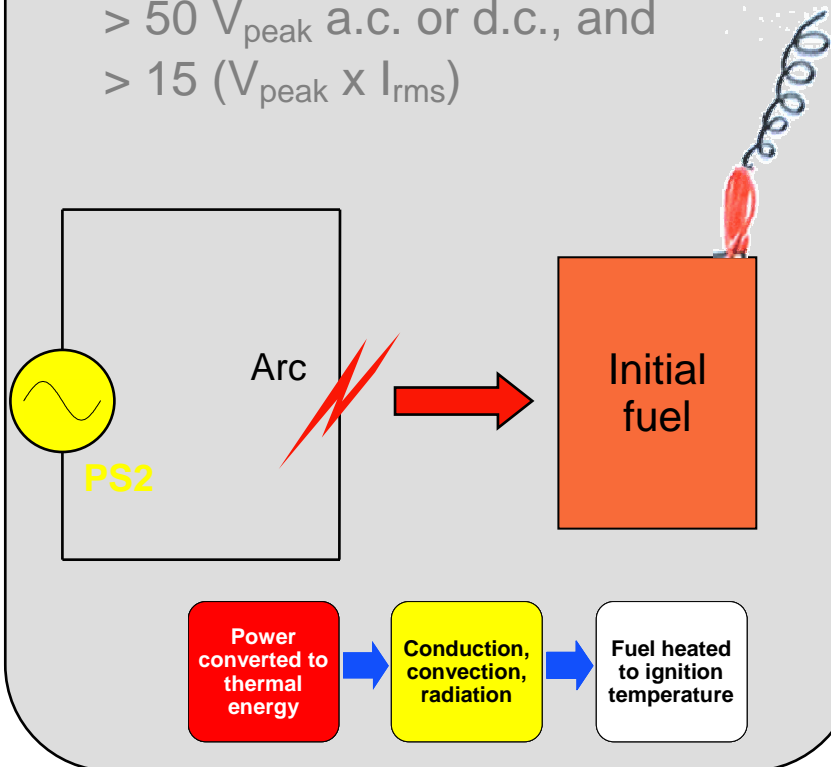 > 50 Vpeak a.c. or d.c., and
> 15 (Vpeak x Irms)
Arc
PS2
Initial
fuel
Power
converted to
thermal
energy
Conduction,
convection,
radiation
Fuel heated
to ignition
temperature